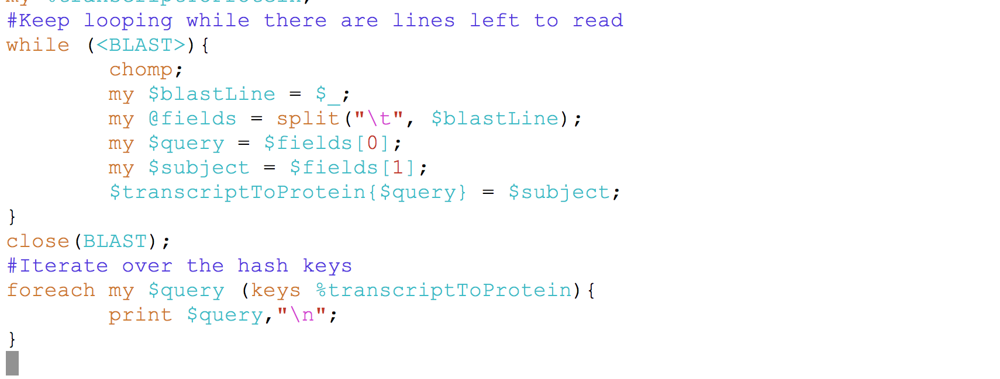 my %transcriptToProtein;
#Keep looping while there are lines left to read
while (<BLAST>){
        chomp;
        my $blastLine = $_;
        my @fields = split("\t", $blastLine);
        my $query = $fields[0];
        my $subject = $fields[1];
        $transcriptToProtein{$query} = $subject;
}
close(BLAST);
#Iterate over the hash keys
foreach my $query (keys %transcriptToProtein){
        print $query,"\n";
}